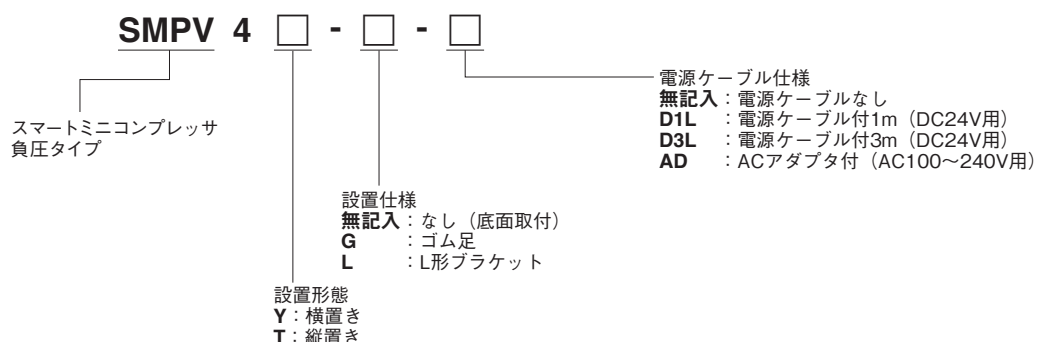 SMPV 4 □ - □ - □
スマートミニコンプレッサ
負圧タイプ
電源ケーブル仕様
無記入：電源ケーブルなし
D1L ：電源ケーブル付1m（DC24V用）
D3L ：電源ケーブル付3m（DC24V用）
AD ：ACアダプタ付（AC100〜240V用）
設置仕様
無記入：なし（底面取付）
G ：ゴム足
L ：L形ブラケット
設置形態
Y：横置き
T：縦置き